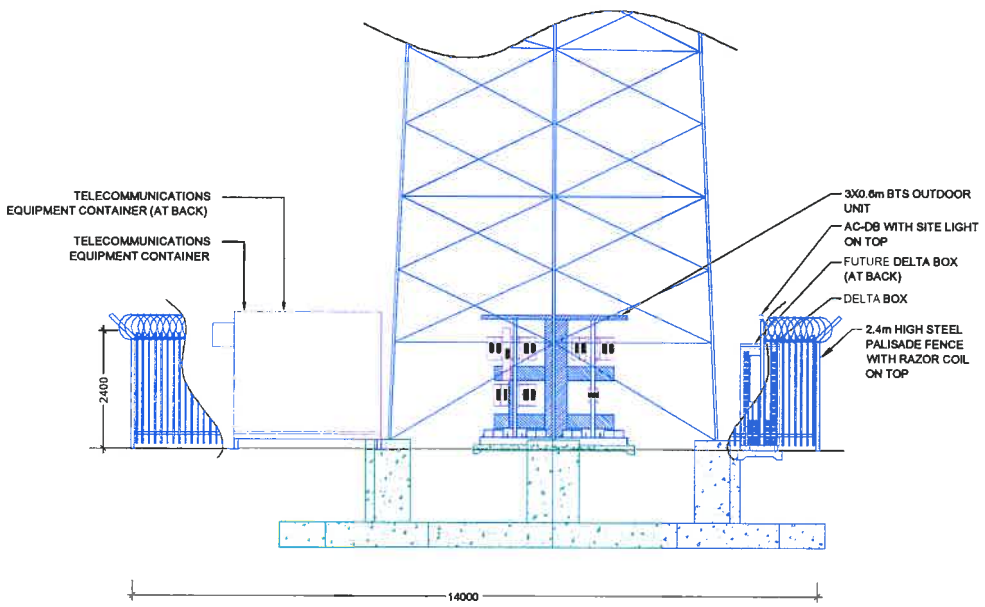 TELECOMMUNICATIONS
EQUIPMENT CONTAINER (AT BACK)
TELECOMMUNICATIONS
EQUIPMENT CONTAINER
3X0.6m BTS OUTDOOR
UNIT
AC-DB WITH SITE LIGHT
ON TOP
FUTURE DELTA BOX
(AT BACK)
DELTA BOX
2.4m HIGH STEEL
PALISADE FENCE
WITH RAZOR COIL
ON TOP
2400
14000